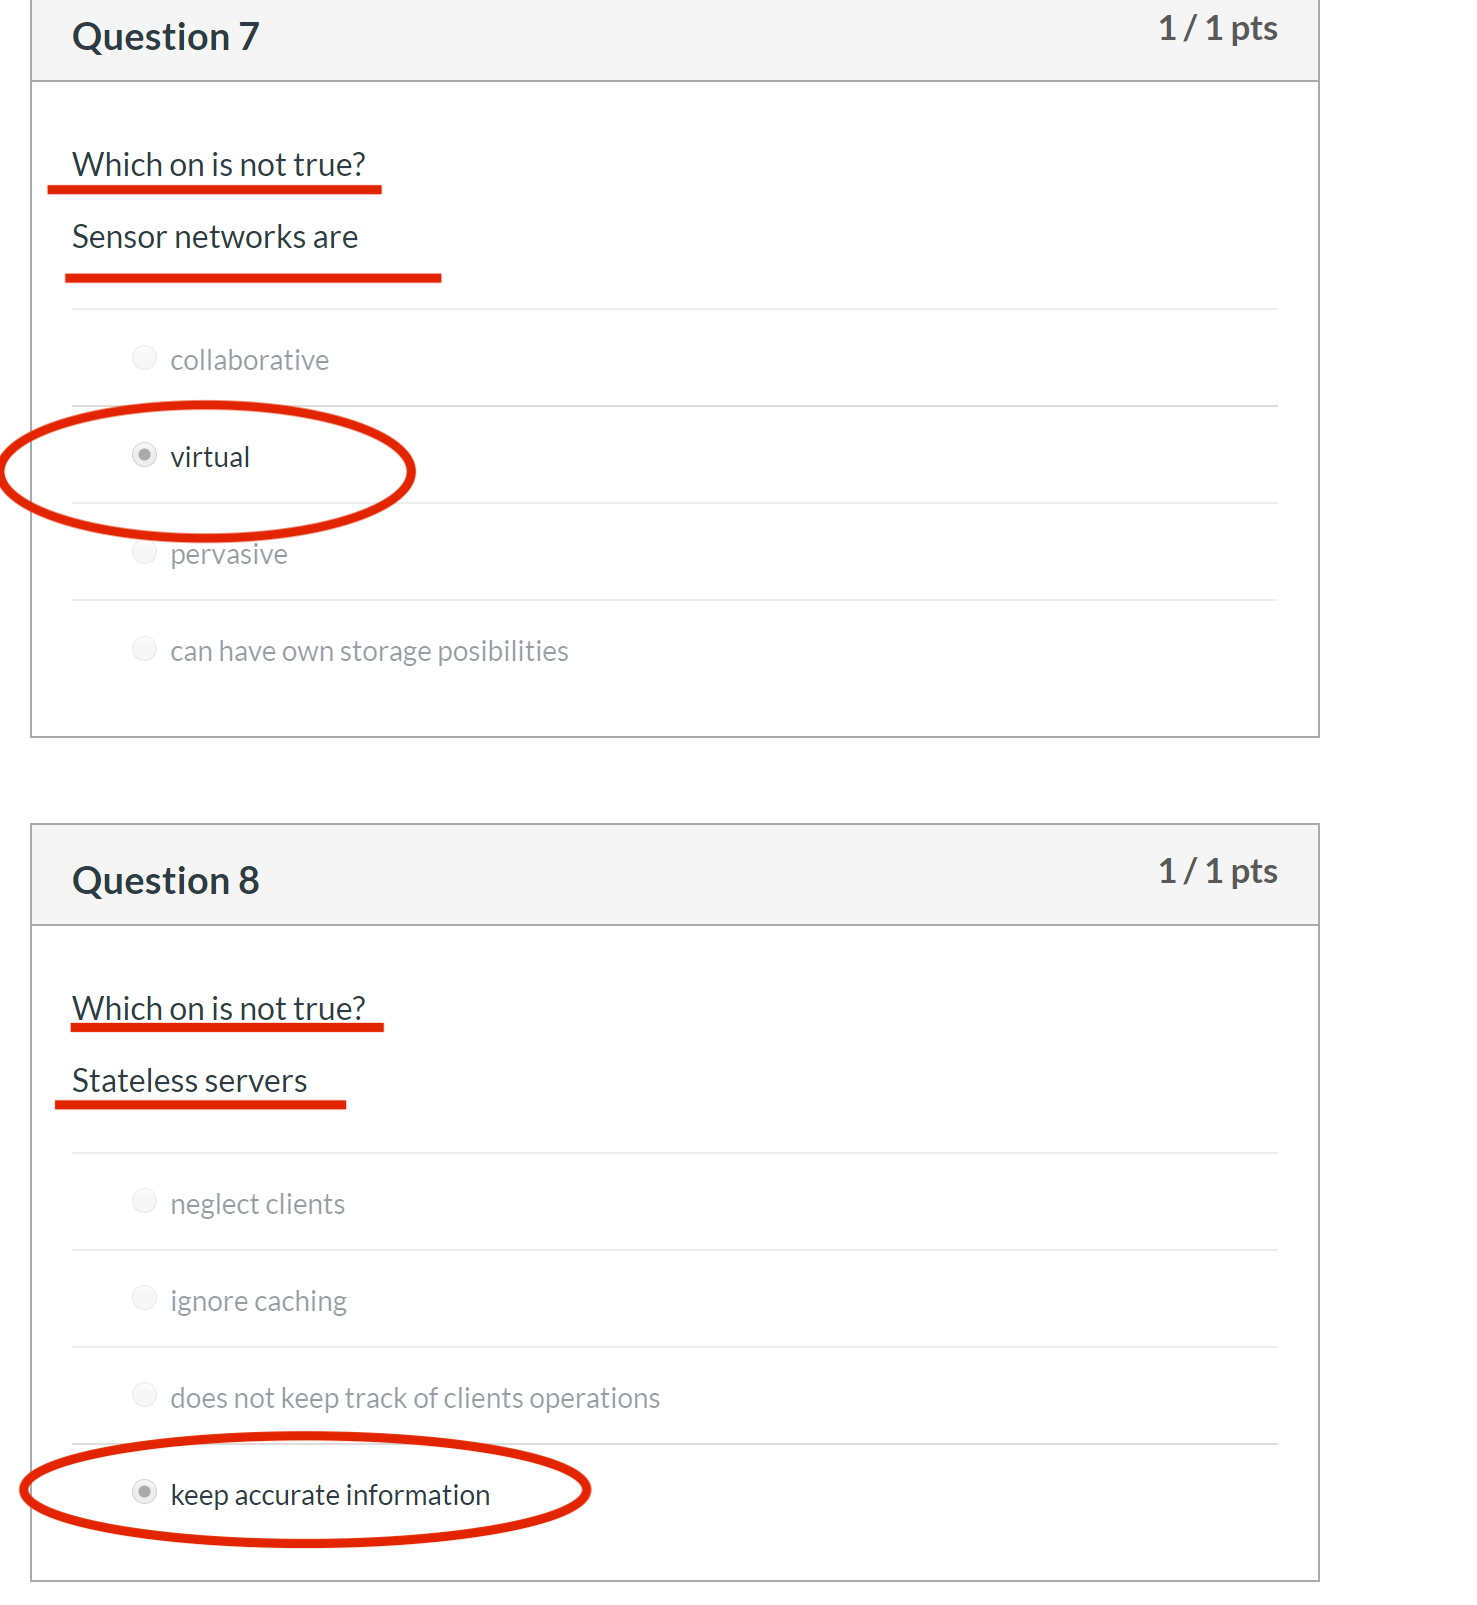 Question 7
1 / 1 pts
Which on is not true?
Sensor networks are
collaborative
virtual
pervasive
can have own storage posibilities
Question 8
1 / 1 pts
Which on is not true?
Stateless servers
neglect clients
ignore caching
does not keep track of clients operations
keep accurate information